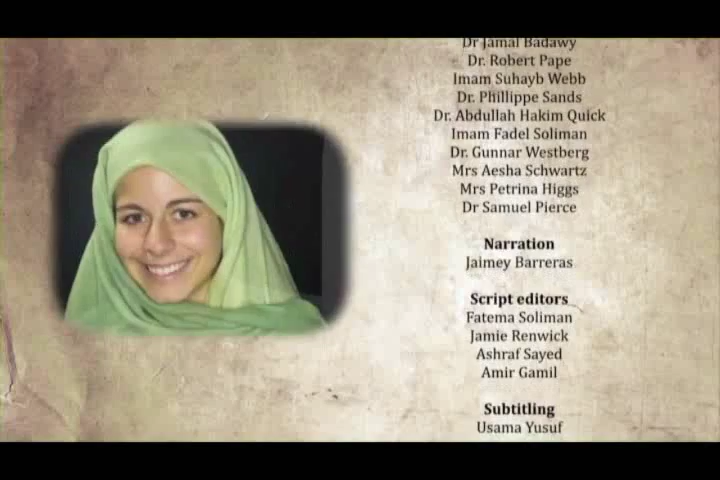 Dr Jamal Badawy
Dr. Robert Pape
Imam Suhayb Webb
Dr. Phillippe Sands
Dr. Abdullah Hakim Quick
Imam Fadel Soliman
Dr. Gunnar Westberg
Mrs Aesha Schwartz
Mrs Petrina Higgs
Dr Samuel Pierce
Narration
Jaimey Barreras
Script editors
Fatema Soliman
Jamie Renwick
Ashraf Sayed
Amir Gamil
Subtitling
Usama Yusuf